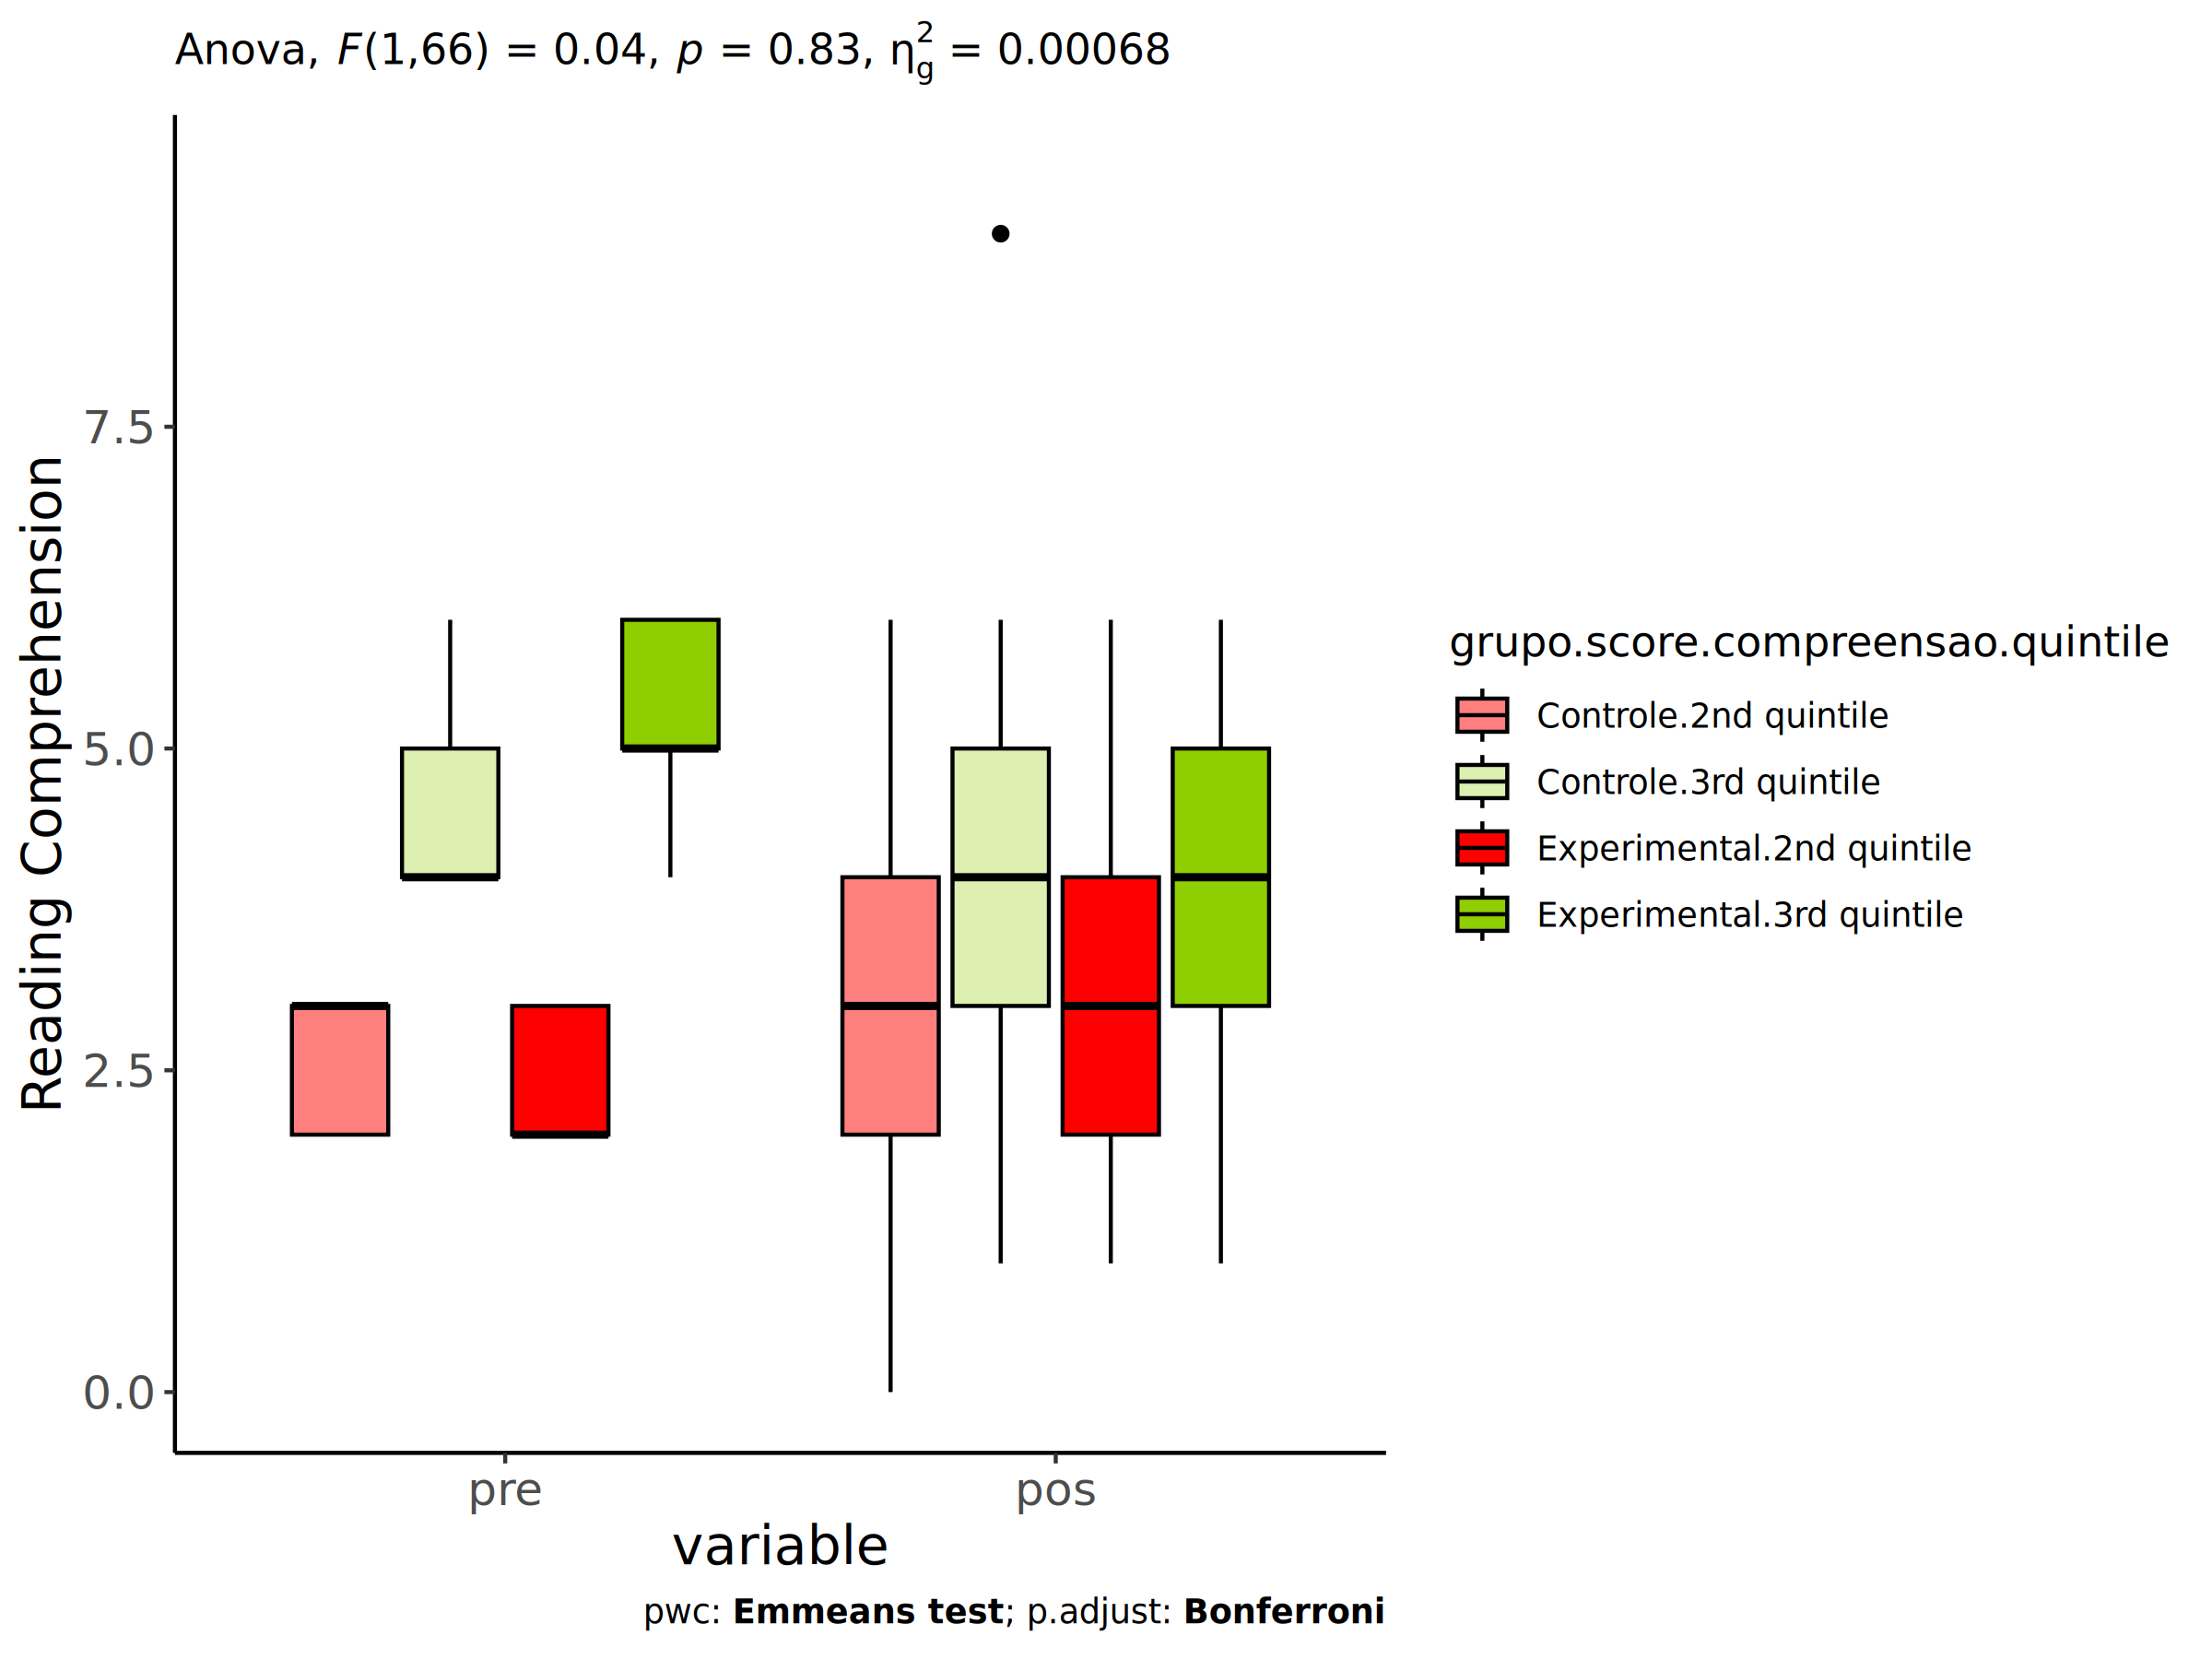 Anova, F(1,66) = 0.04, p = 0.83, η²g = 0.00068
Reading Comprehension
7.5
5.0
2.5
0.0
pre
pos
variable
pwc: Emmeans test; p.adjust: Bonferroni
grupo.score.compreensao.quintile
Controle.2nd quintile
Controle.3rd quintile
Experimental.2nd quintile
Experimental.3rd quintile